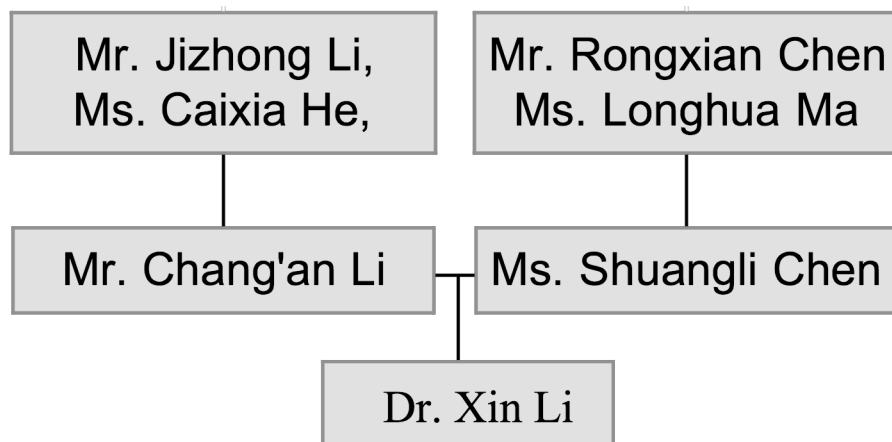 Mr. Jizhong Li,
Ms. Caixia He,
Mr. Rongxian Chen
Ms. Longhua Ma
Mr. Chang'an Li
Ms. Shuangli Chen
Dr. Xin Li